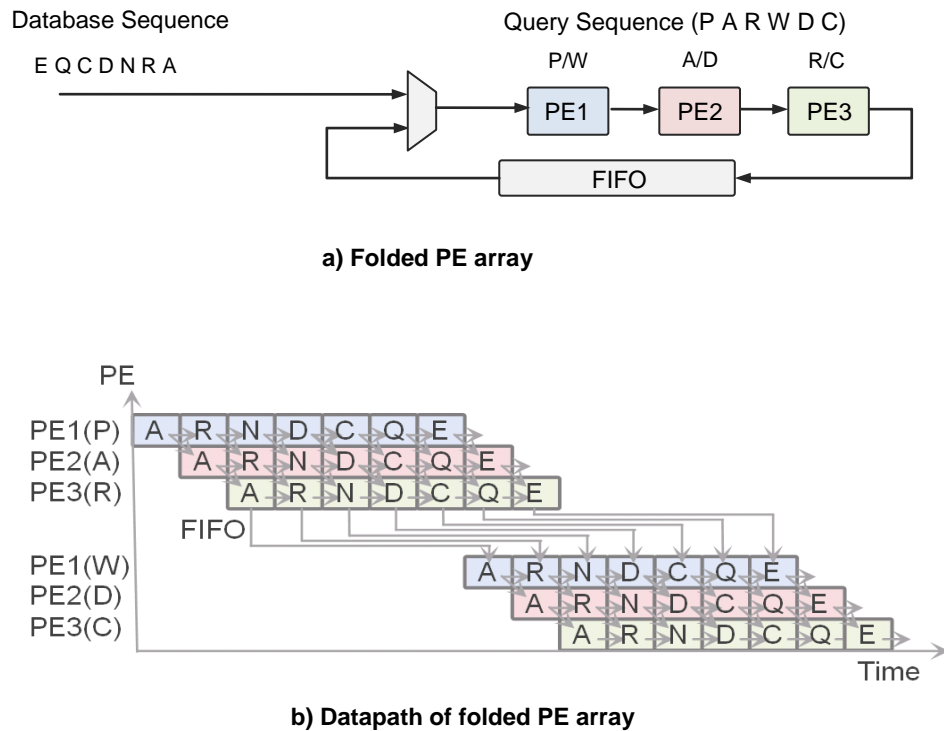 Database Sequence
Query Sequence (P A R W D C)
E Q C D N R A
P/W A/D R/C
PE1 PE2 PE3
FIFO
a) Folded PE array
PE
PE1(P) A R N D C Q E
PE2(A) A R N D C Q E
PE3(R) A R N D C Q E
FIFO
PE1(W) A R N D C Q E
PE2(D) A R N D C Q E
PE3(C) A R N D C Q E
Time
b) Datapath of folded PE array